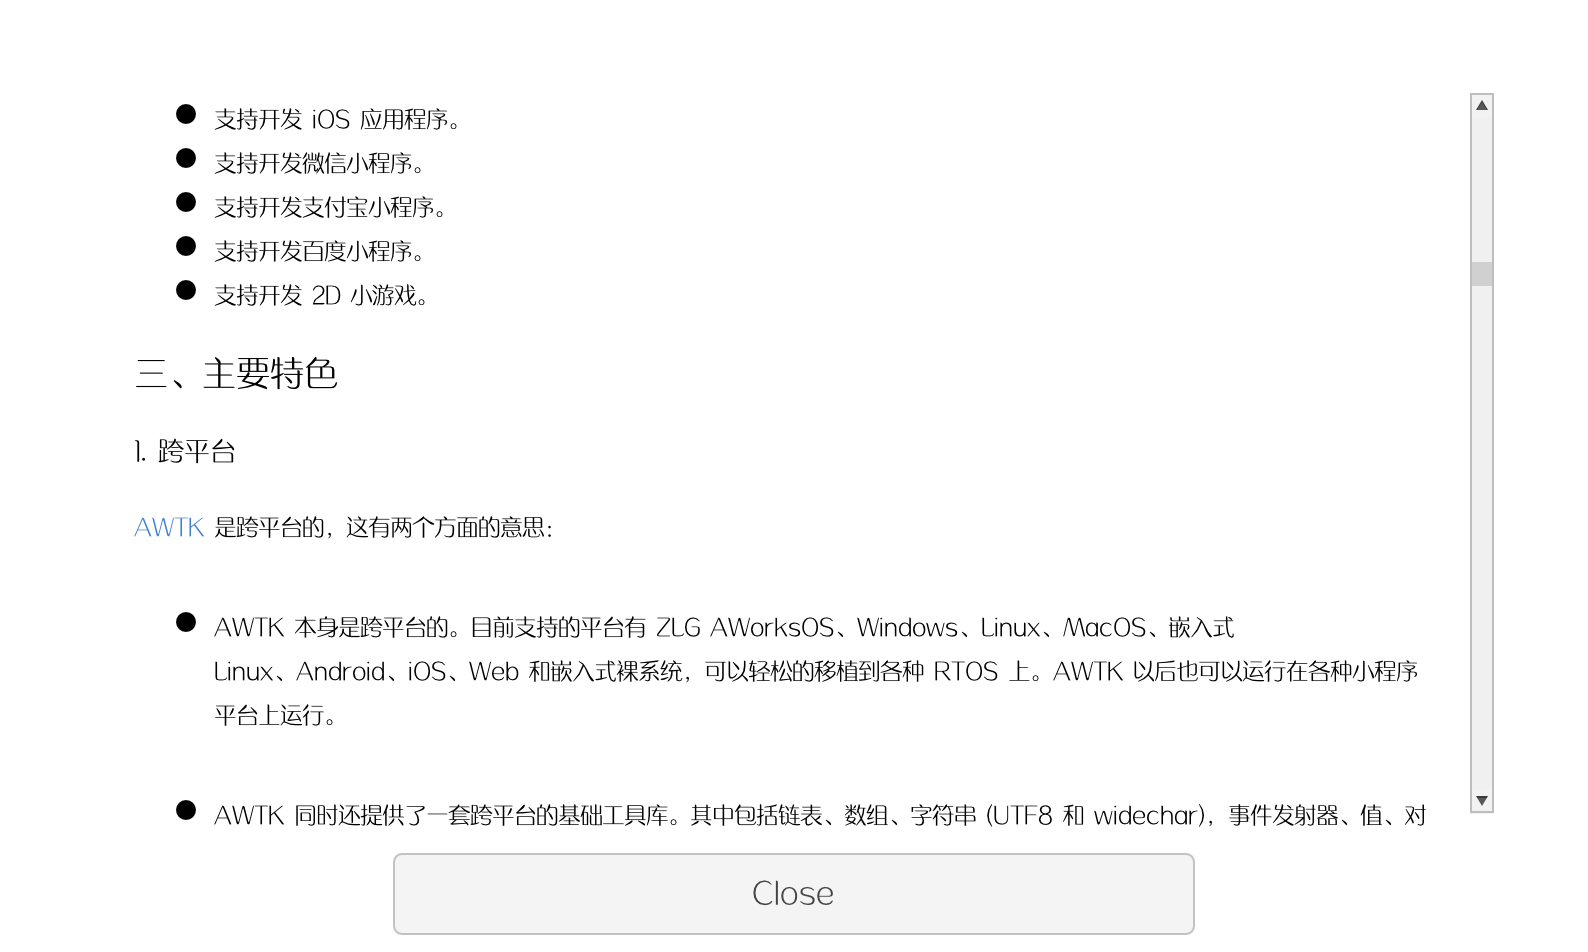 支持开发 iOS 应用程序。
支持开发微信小程序。
支持开发支付宝小程序。
支持开发百度小程序。
支持开发 2D 小游戏。
三、主要特色
1. 跨平台
AWTK 是跨平台的，这有两个方面的意思：
AWTK 本身是跨平台的。目前支持的平台有 ZLG AWorksOS、Windows、Linux、MacOS、嵌入式
Linux、Android、iOS、Web 和嵌入式裸系统，可以轻松的移植到各种 RTOS 上。AWTK 以后也可以运行在各种小程序
平台上运行。
AWTK 同时还提供了一套跨平台的基础工具库。其中包括链表、数组、字符串 (UTF8 和 widechar)，事件发射器、值、对
Close